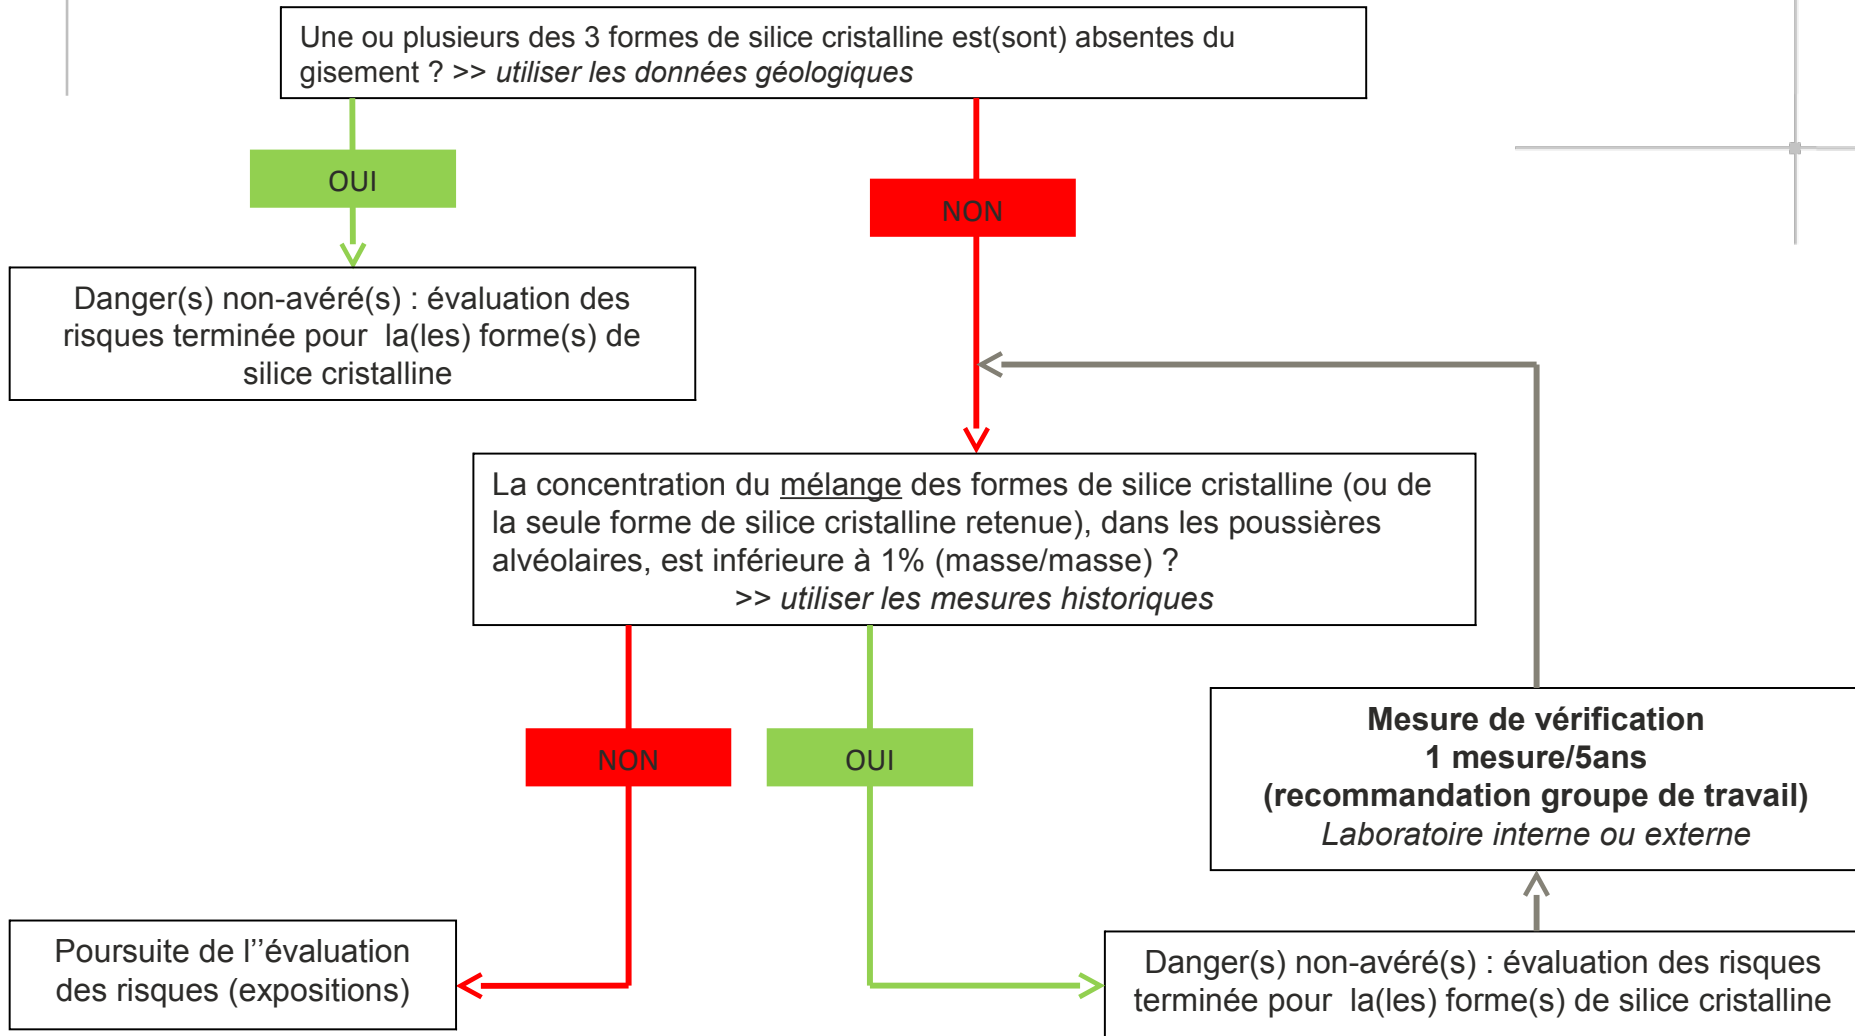 Une ou plusieurs des 3 formes de silice cristalline est(sont) absentes du
gisement ? >> utiliser les données géologiques
OUI
NON
Danger(s) non-avéré(s) : évaluation des
risques terminée pour  la(les) forme(s) de
silice cristalline
La concentration du mélange des formes de silice cristalline (ou de
la seule forme de silice cristalline retenue), dans les poussières
alvéolaires, est inférieure à 1% (masse/masse) ?
>> utiliser les mesures historiques
NON
OUI
Mesure de vérification
1 mesure/5ans
(recommandation groupe de travail)
Laboratoire interne ou externe
Poursuite de l’’évaluation
des risques (expositions)
Danger(s) non-avéré(s) : évaluation des risques
terminée pour  la(les) forme(s) de silice cristalline